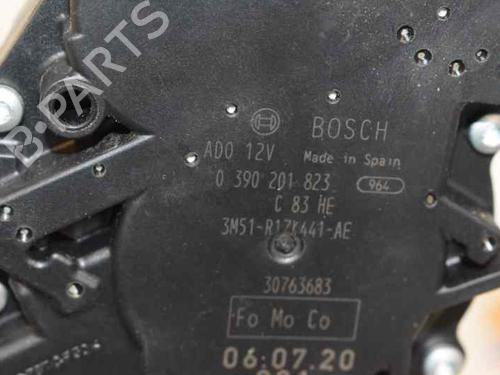 BOSCH
ADO 12V Made in Spain
0 390 201 823 964
C 83 HE
3M51-R17K441-AE
30763683
Fo Mo Co
06.07.20
B-PARTS